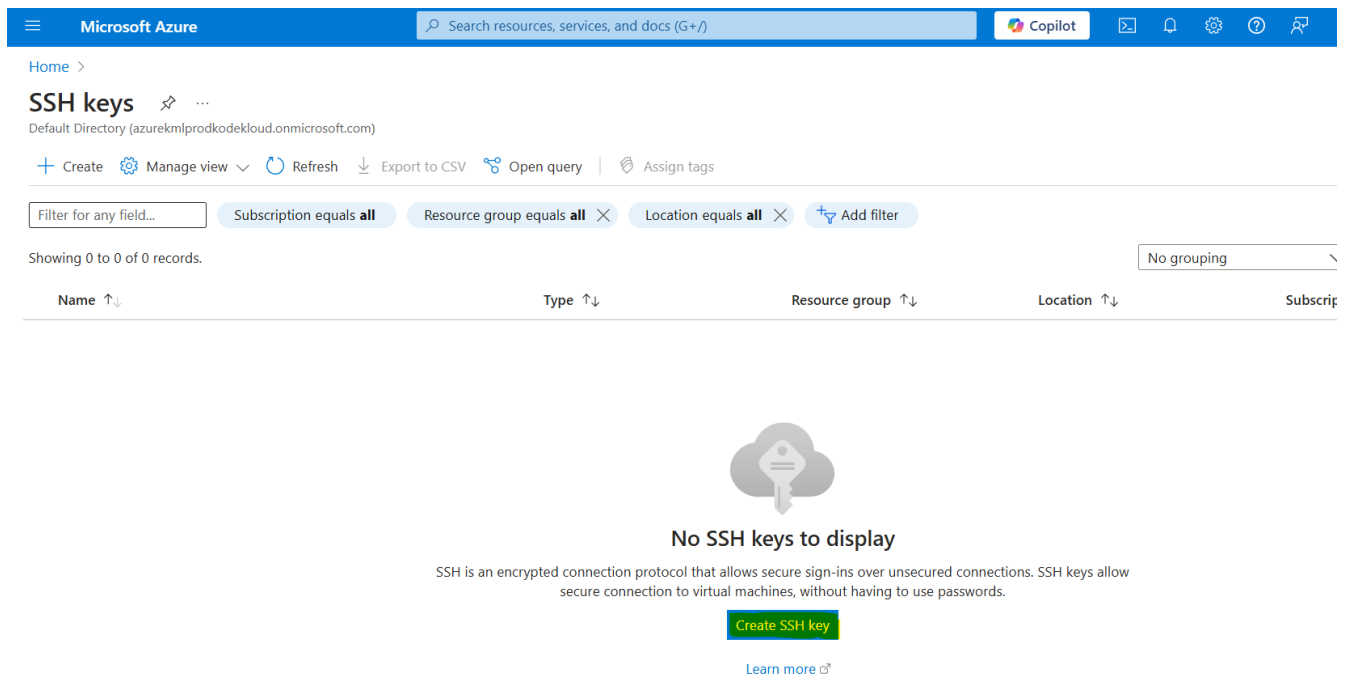 Microsoft Azure
Search resources, services, and docs (G+/)
Copilot
Home >
SSH keys
...
Default Directory (azurekmlprodkodekloud.onmicrosoft.com)
Create Manage view Refresh Export to CSV Open query Assign tags
Filter for any field... Subscription equals all Resource group equals all Location equals all Add filter
Showing 0 to 0 of 0 records.
No grouping
Name Type Resource group Location Subscrip
No SSH keys to display
SSH is an encrypted connection protocol that allows secure sign-ins over unsecured connections. SSH keys allow
secure connection to virtual machines, without having to use passwords.
Create SSH key
Learn more